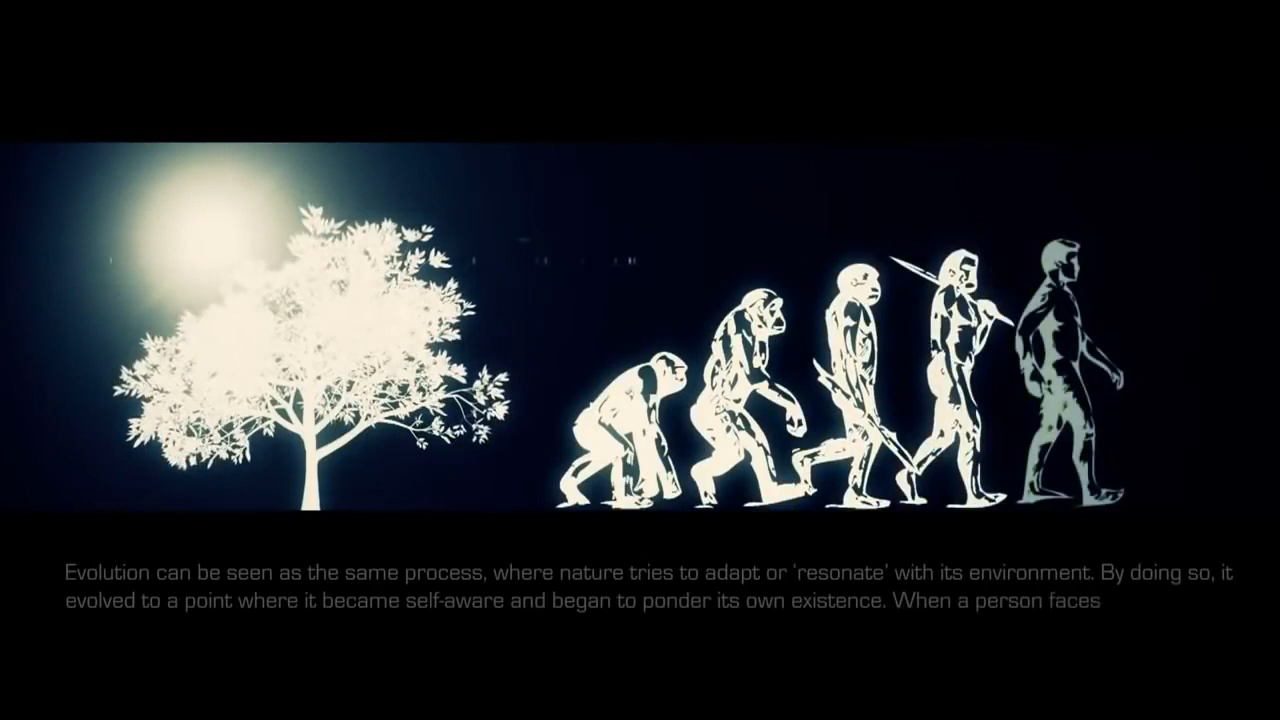 Evolution can be seen as the same process, where nature tries to adapt or ‘resonate’ with its environment. By doing so, it
evolved to a point where it became self-aware and began to ponder its own existence. When a person faces